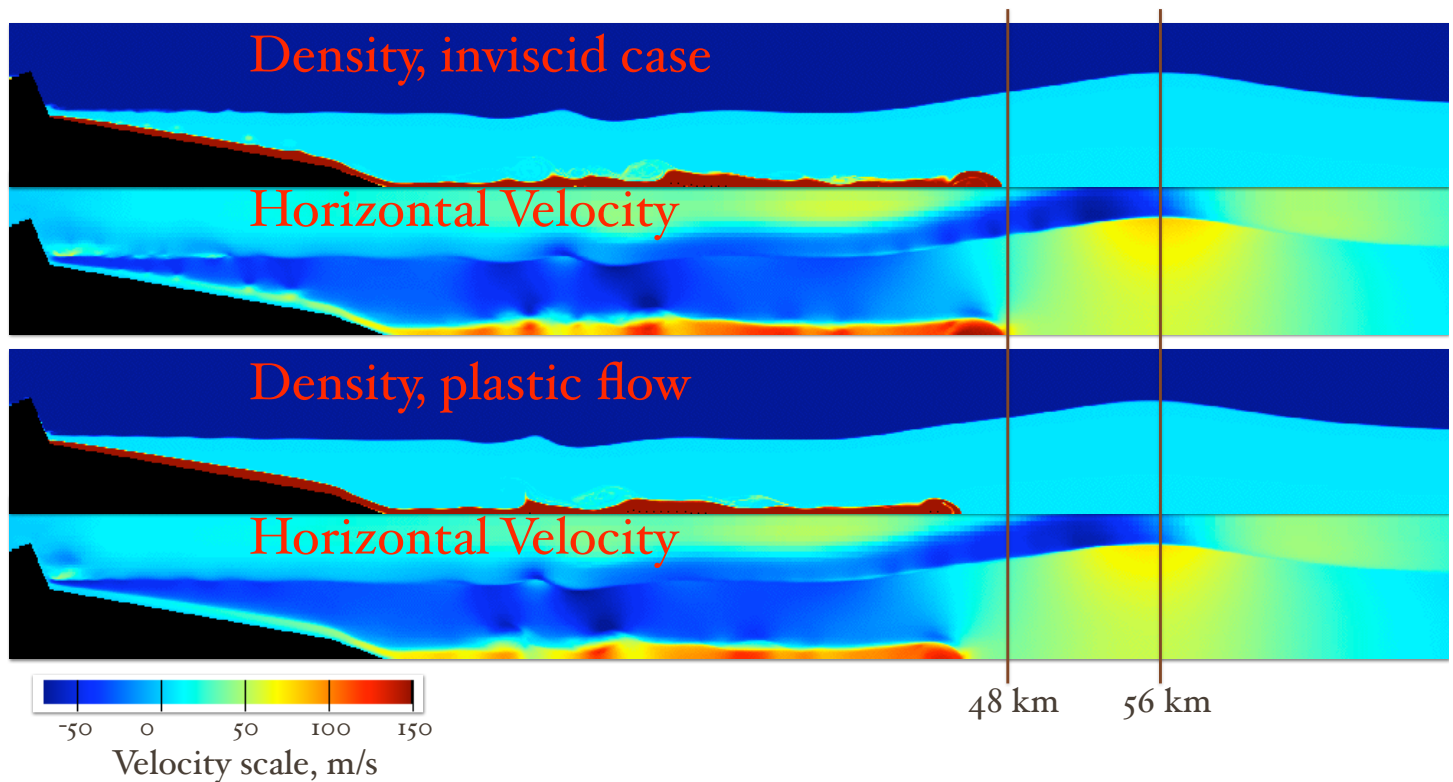 Density, inviscid case
Horizontal Velocity
Density, plastic flow
Horizontal Velocity
48 km
56 km
-50 0 50 100 150
Velocity scale, m/s